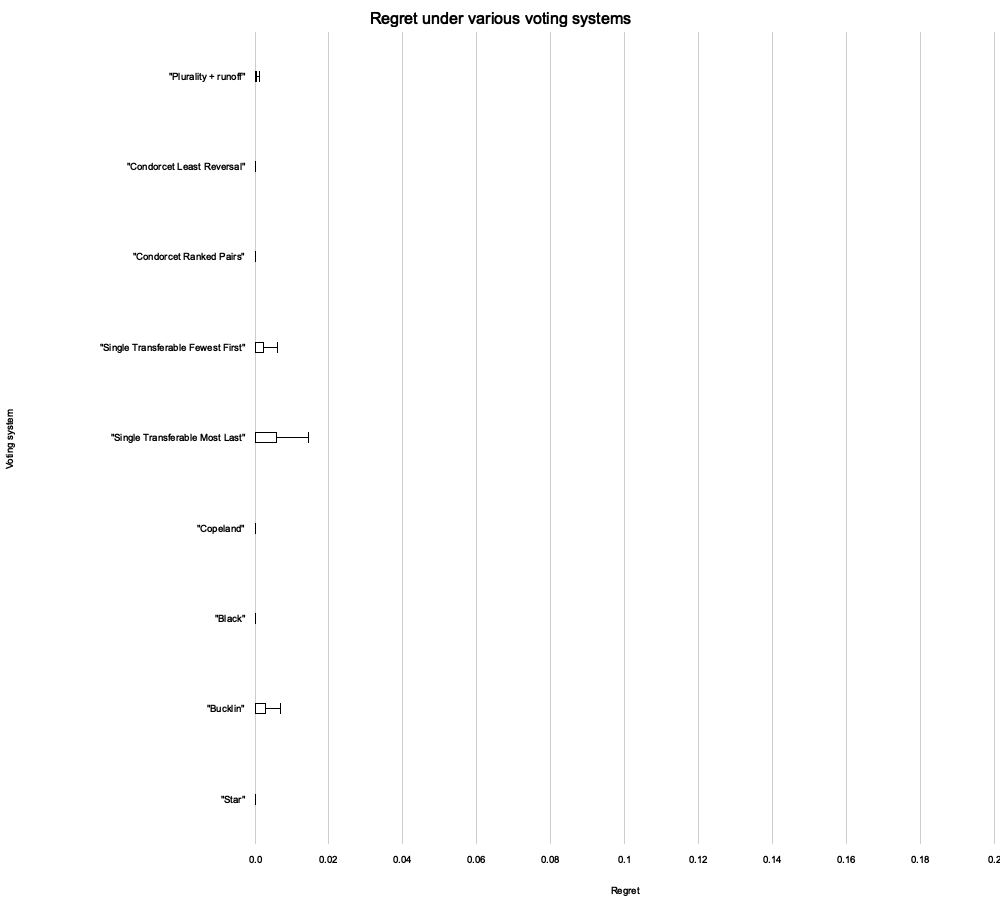 Regret under various voting systems
"Plurality + runoff"
"Condorcet Least Reversal"
"Condorcet Ranked Pairs"
"Single Transferable Fewest First"
"Single Transferable Most Last"
"Copeland"
"Black"
"Bucklin"
"Star"
Voting system
0.0 0.02 0.04 0.06 0.08 0.1 0.12 0.14 0.16 0.18 0.2
Regret